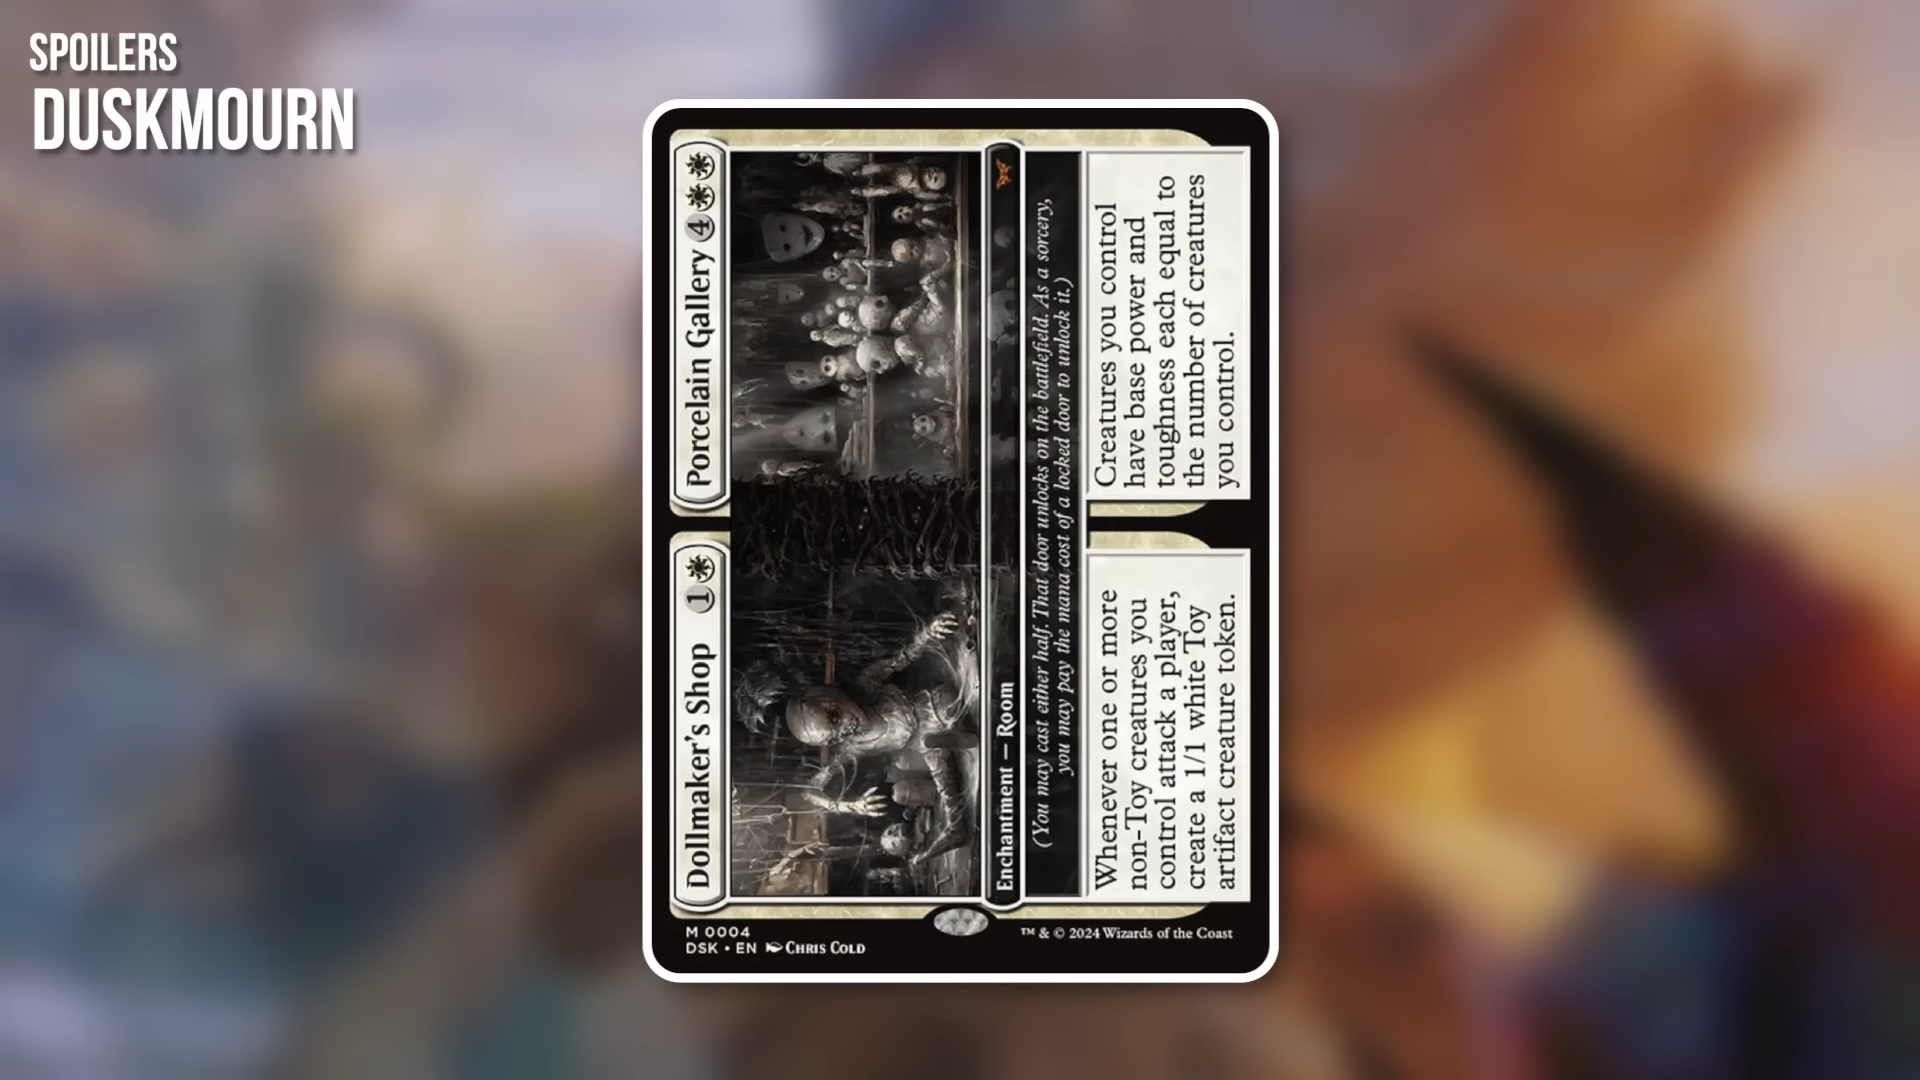 SPOILERS
DUSKMOURN
Dollmaker's Shop 1
Porcelain Gallery 4
Enchantment — Room
(You may cast either half. That door unlocks on the battlefield. As a sorcery,
you may pay the mana cost of a locked door to unlock it.)
Whenever one or more
non-Toy creatures you
control attack a player,
create a 1/1 white Toy
artifact creature token.
Creatures you control
have base power and
toughness each equal to
the number of creatures
you control.
M 0004
DSK • EN CHRIS COLD
™ & © 2024 Wizards of the Coast